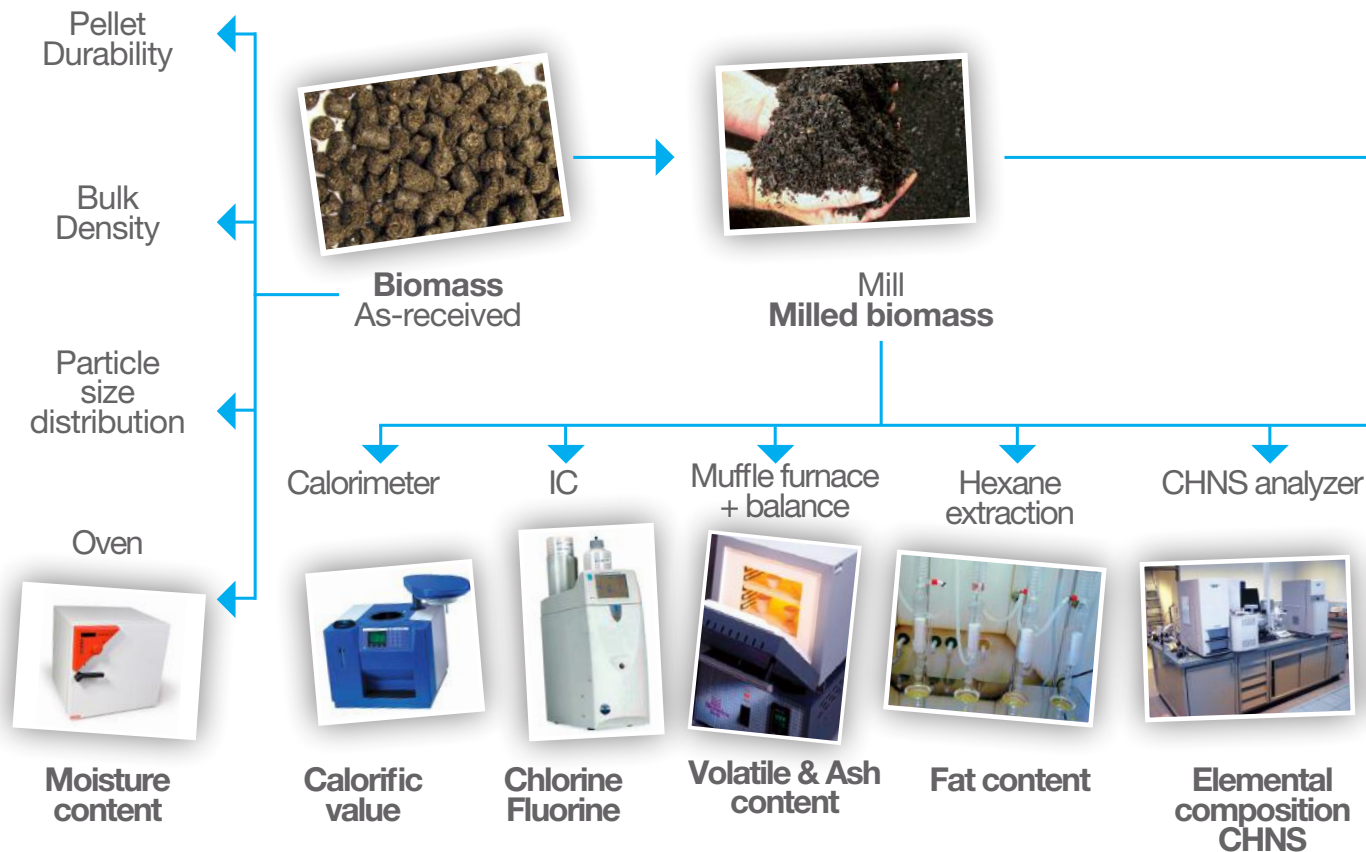 Pellet
Durability
Bulk
Density
Particle
size
distribution
Oven
Moisture
content
Biomass
As-received
Mill
Milled biomass
Calorimeter
Calorific
value
IC
Chlorine
Fluorine
Muffle furnace
+ balance
Volatile & Ash
content
Hexane
extraction
Fat content
CHNS analyzer
Elemental
composition
CHNS